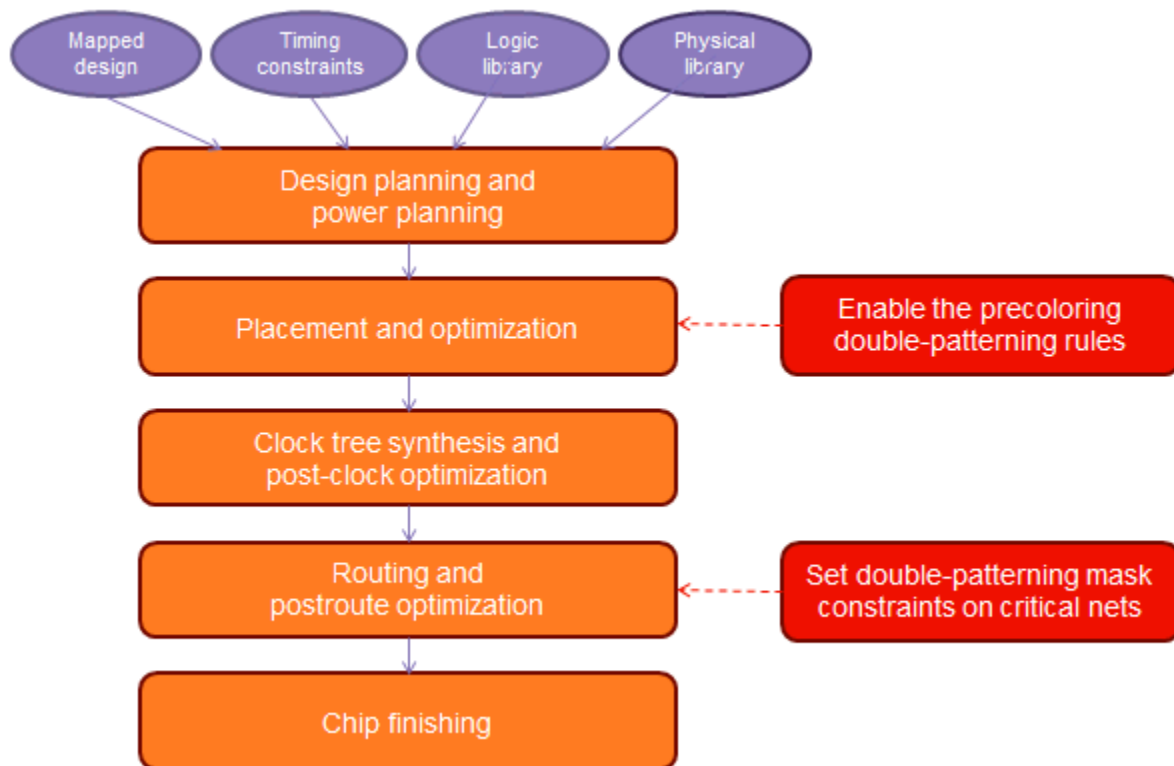 Mapped
design
Timing
constraints
Logic
library
Physical
library
Design planning and
power planning
Placement and optimization
Enable the precoloring
double-patterning rules
Clock tree synthesis and
post-clock optimization
Routing and
postroute optimization
Set double-patterning mask
constraints on critical nets
Chip finishing